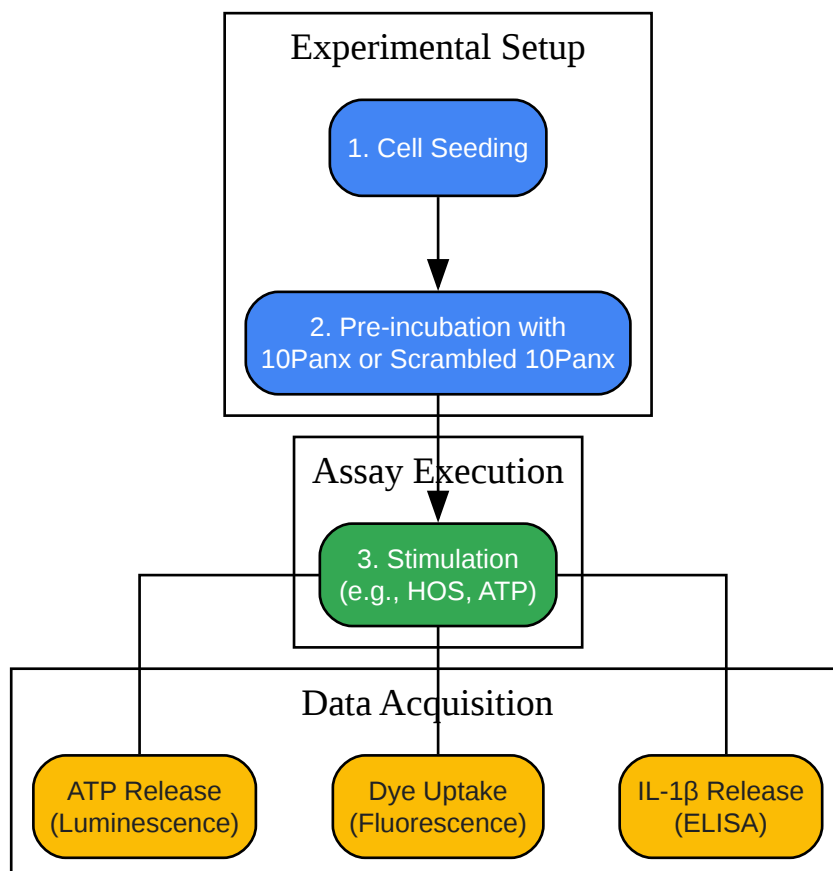 Experimental Setup
1. Cell Seeding
2. Pre-incubation with
10Panx or Scrambled 10Panx
Assay Execution
3. Stimulation
(e.g., HOS, ATP)
Data Acquisition
ATP Release
(Luminescence)
Dye Uptake
(Fluorescence)
IL-1β Release
(ELISA)